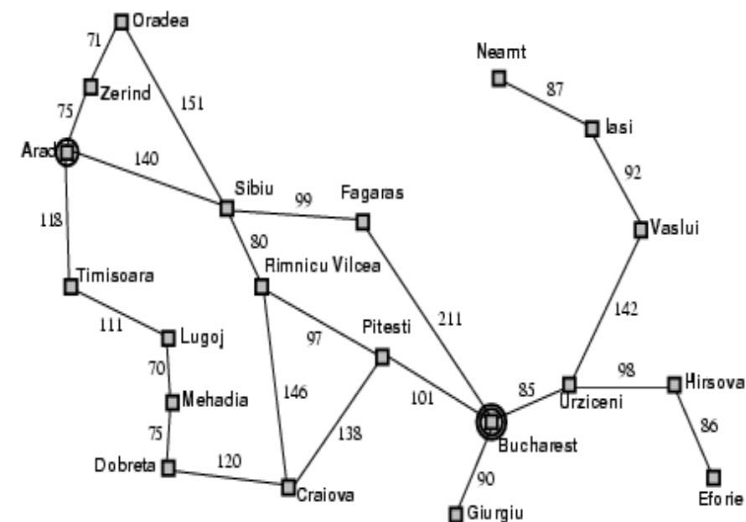 Oradea
71
Neamt
87
Zerind
151
75
Iasi
Arad
140
92
Sibiu
Fagaras
99
118
80
Vaslui
Timisoara
Rimnicu Vilcea
142
111
211
Lugoj
97
Pitesti
70
146
98
Hirsova
85
Mehadia
101
Urziceni
138
86
75
Bucharest
120
Dobreta
90
Craiova
Eforie
Giurgiu